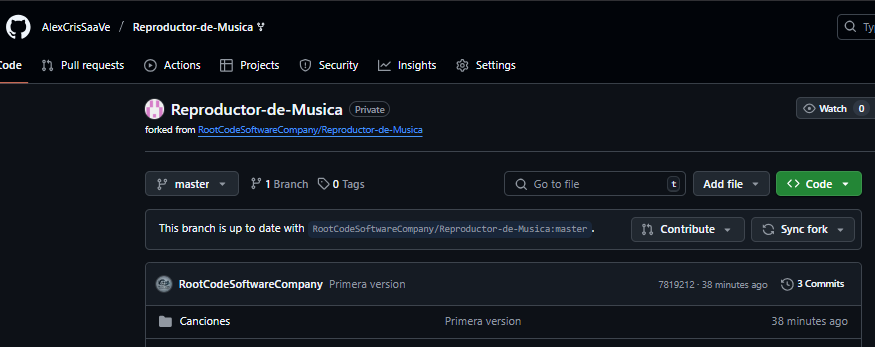 AlexCrisSaaVe / Reproductor-de-Musica
Code Pull requests Actions Projects Security Insights Settings
Reproductor-de-Musica Private
Watch 0
forked from RootCodeSoftwareCompany/Reproductor-de-Musica
master 1 Branch 0 Tags Go to file t Add file <> Code
This branch is up to date with RootCodeSoftwareCompany/Reproductor-de-Musica:master . Contribute Sync fork
RootCodeSoftwareCompany Primera version 7819212 · 38 minutes ago 3 Commits
Canciones Primera version 38 minutes ago